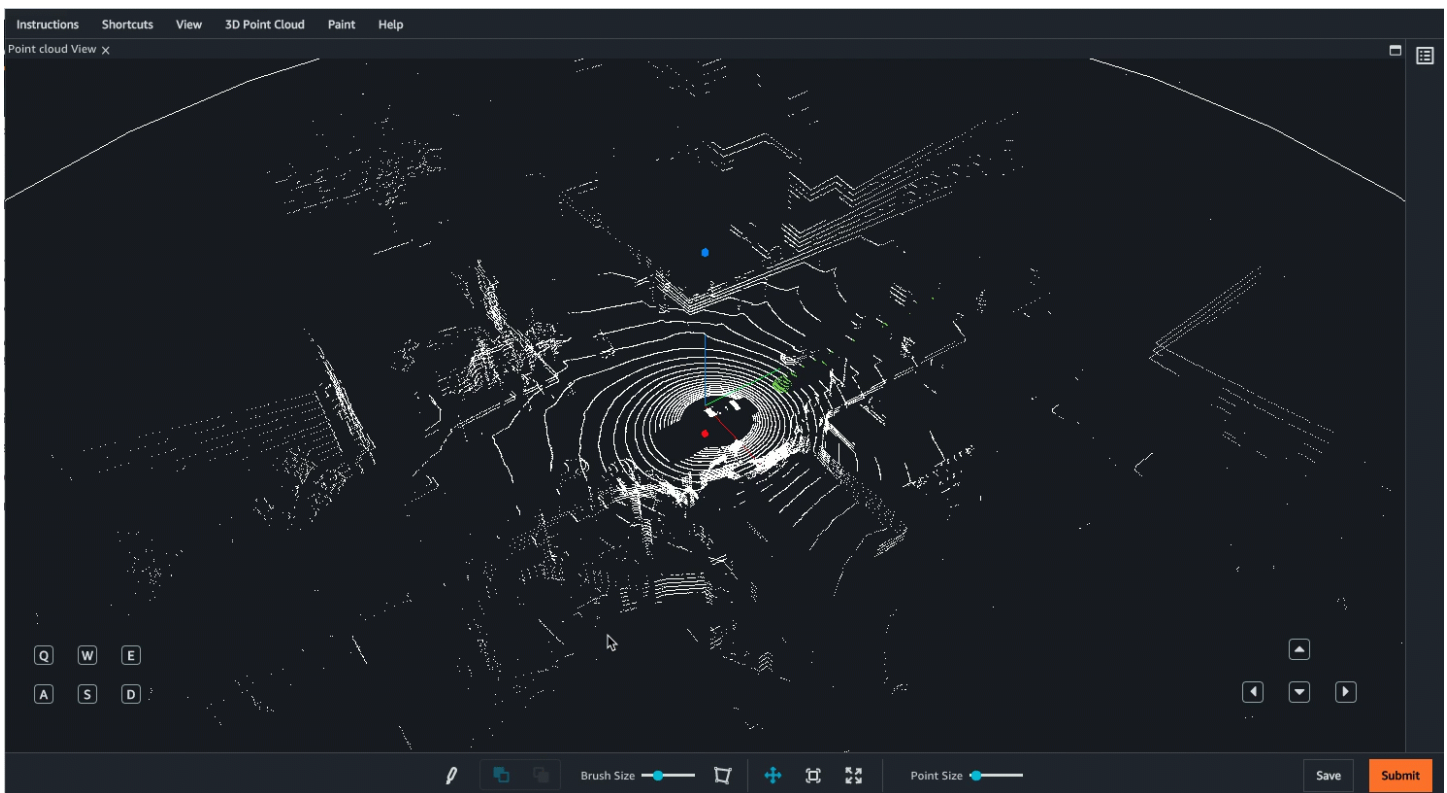 Instructions Shortcuts View 3D Point Cloud Paint Help
Point cloud View x
Q W E
A S D
Brush Size Point Size Save Submit